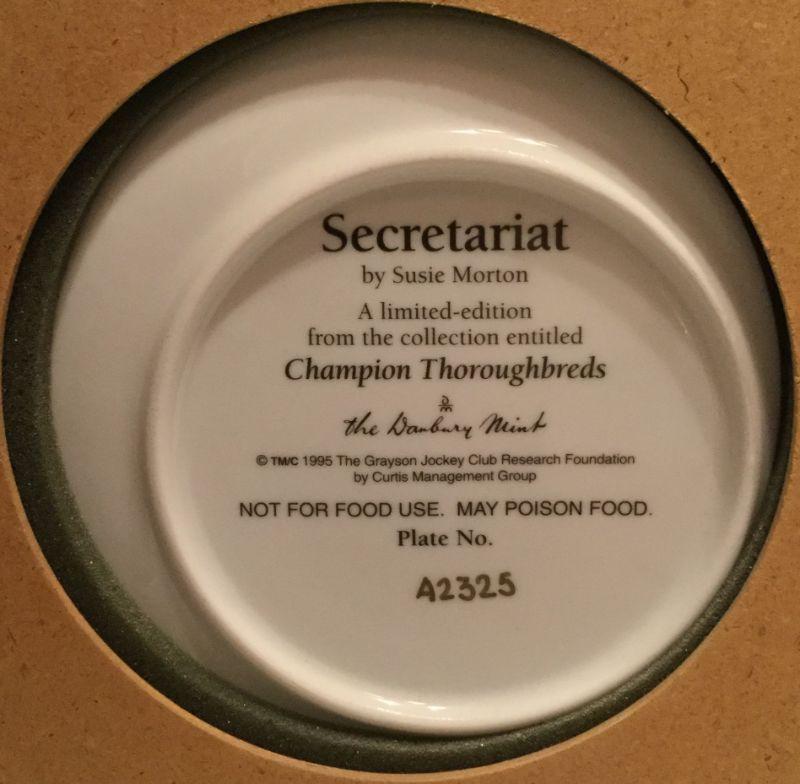 Secretariat
by Susie Morton
A limited-edition
from the collection entitled
Champion Thoroughbreds
DM
the Danbury Mint
© TM/C 1995 The Grayson Jockey Club Research Foundation
by Curtis Management Group
NOT FOR FOOD USE. MAY POISON FOOD.
Plate No.
A2325